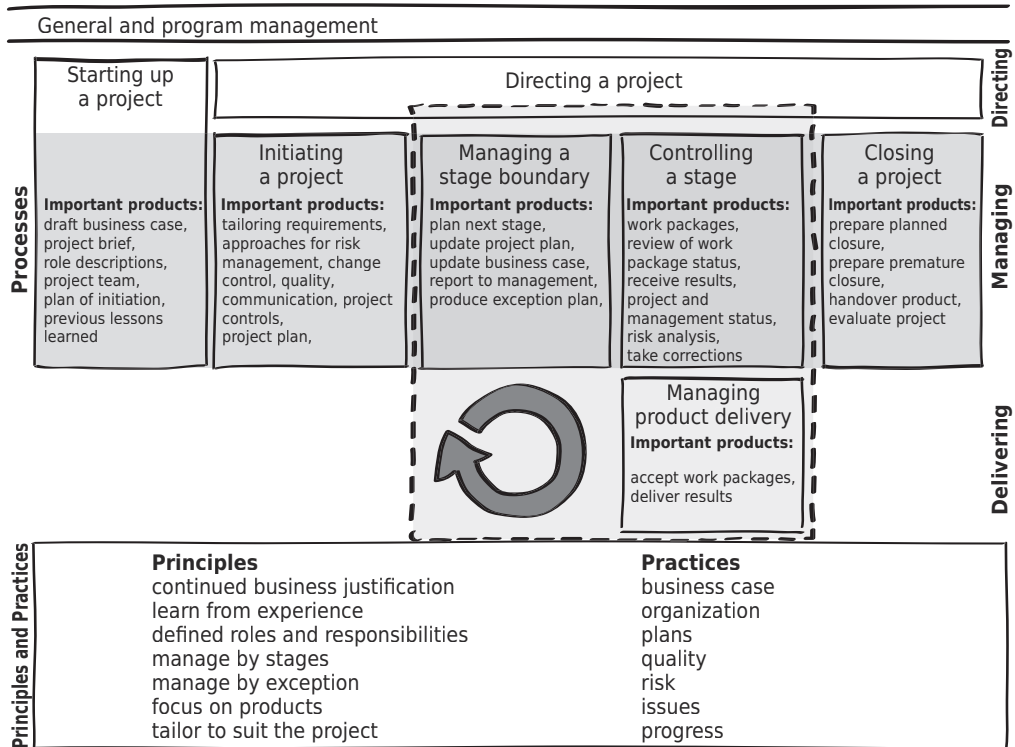 General and program management
Directing
Starting up
a project
Directing a project
Processes
Managing
Important products:
draft business case,
project brief,
role descriptions,
project team,
plan of initiation,
previous lessons
learned
Initiating
a project
Important products:
tailoring requirements,
approaches for risk
management, change
control, quality,
communication, project
controls,
project plan,
Managing a
stage boundary
Important products:
plan next stage,
update project plan,
update business case,
report to management,
produce exception plan,
Controlling
a stage
Important products:
work packages,
review of work
package status,
receive results,
project and
management status,
risk analysis,
take corrections
Closing
a project
Important products:
prepare planned
closure,
prepare premature
closure,
handover product,
evaluate project
Delivering
Managing
product delivery
Important products:
accept work packages,
deliver results
Principles and Practices
Principles
continued business justification
learn from experience
defined roles and responsibilities
manage by stages
manage by exception
focus on products
tailor to suit the project
Practices
business case
organization
plans
quality
risk
issues
progress